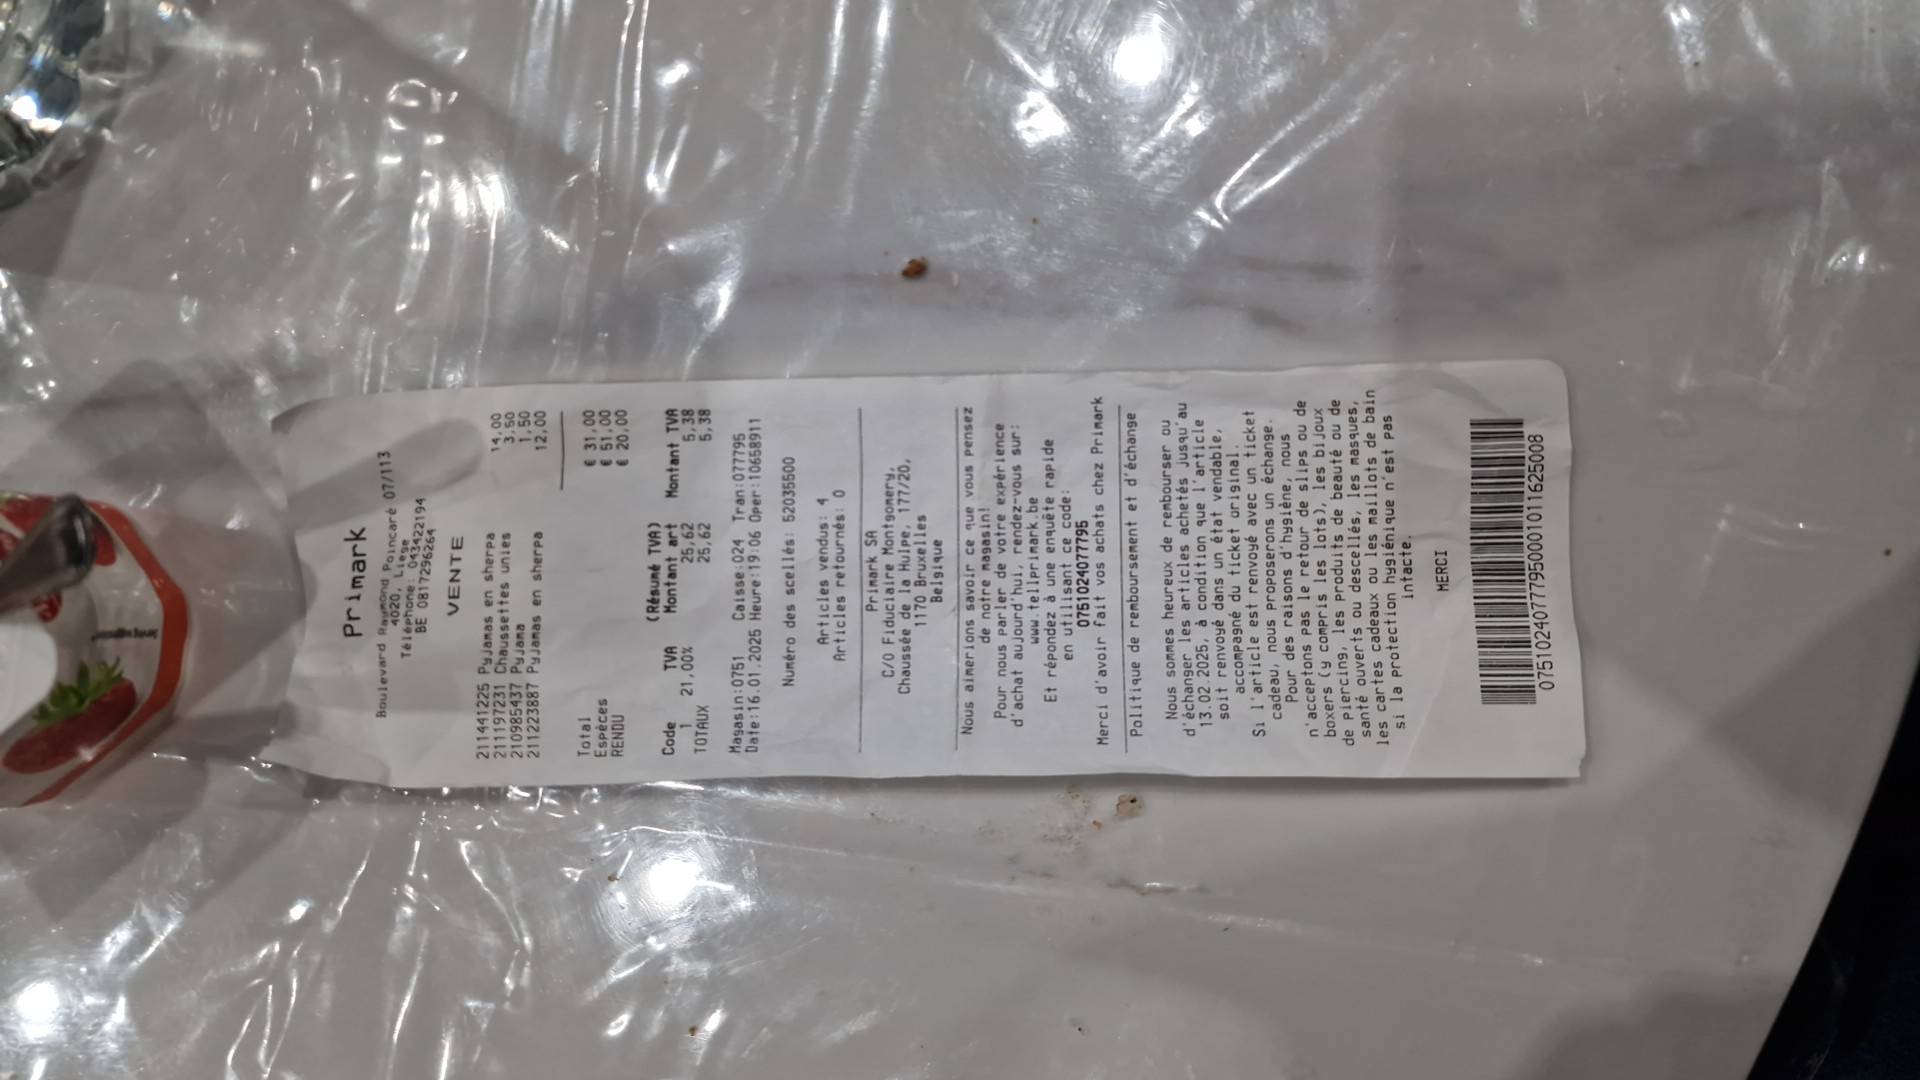 Primark
Boulevard Raymond Poincaré 07/113
4020, Liege
Téléphone: 043422194
BE 0817296264
VENTE
211441225 Pyjamas en sherpa 14,00
211197231 Chaussettes unies 3,50
210985437 Pyjama 1,50
211223887 Pyjamas en sherpa 12,00
Total € 31,00
Espèces € 51,00
RENDU € 20,00
(Résumé TVA)
Code TVA Montant art Montant TVA
1 21,00% 25,62 5,38
TOTAUX 25,62 5,38
Magasin:0751 Caisse:024 Tran:077795
Date:16.01.2025 Heure:19:06 Oper:10658911
Numéro des scellés: 52035500
Articles vendus: 4
Articles retournés: 0
Primark SA
C/O Fiduciaire Montgomery,
Chaussée de la Hulpe, 177/20,
1170 Bruxelles
Belgique
Nous aimerions savoir ce que vous pensez
de notre magasin!
Pour nous parler de votre expérience
d'achat aujourd'hui, rendez-vous sur:
www.tellprimark.be
Et répondez à une enquête rapide
en utilisant ce code:
075102407795
Merci d'avoir fait vos achats chez Primark
Politique de remboursement et d'échange
Nous sommes heureux de rembourser ou
d'échanger les articles achetés jusqu'au
13.02.2025, à condition que l'article
soit renvoyé dans un état vendable,
accompagné du ticket original.
Si l'article est renvoyé avec un ticket
cadeau, nous proposerons un échange.
Pour des raisons d'hygiène, nous
n'acceptons pas le retour de slips ou de
boxers (y compris les lots), les bijoux
de piercing, les produits de beauté ou de
santé ouverts ou descellés, les masques,
les cartes cadeaux ou les maillots de bain
si la protection hygiénique n'est pas
intacte.
MERCI
07510240777950001011625008